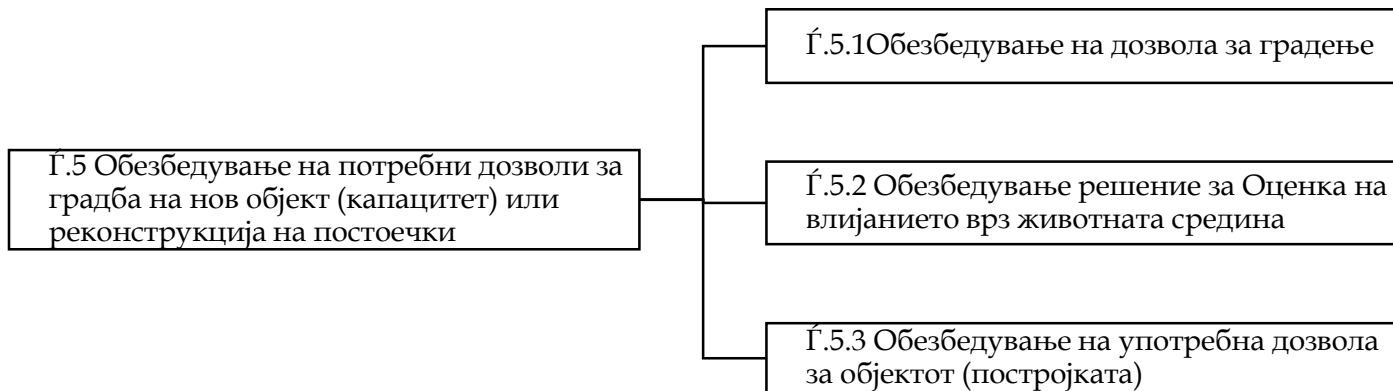 Ѓ.5 Обезбедување на потребни дозволи за
градба на нов објект (капацитет) или
реконструкција на постоечки
Ѓ.5.1Обезбедување на дозвола за градење
Ѓ.5.2 Обезбедување решение за Оценка на
влијанието врз животната средина
Ѓ.5.3 Обезбедување на употребна дозвола
за објектот (постројката)